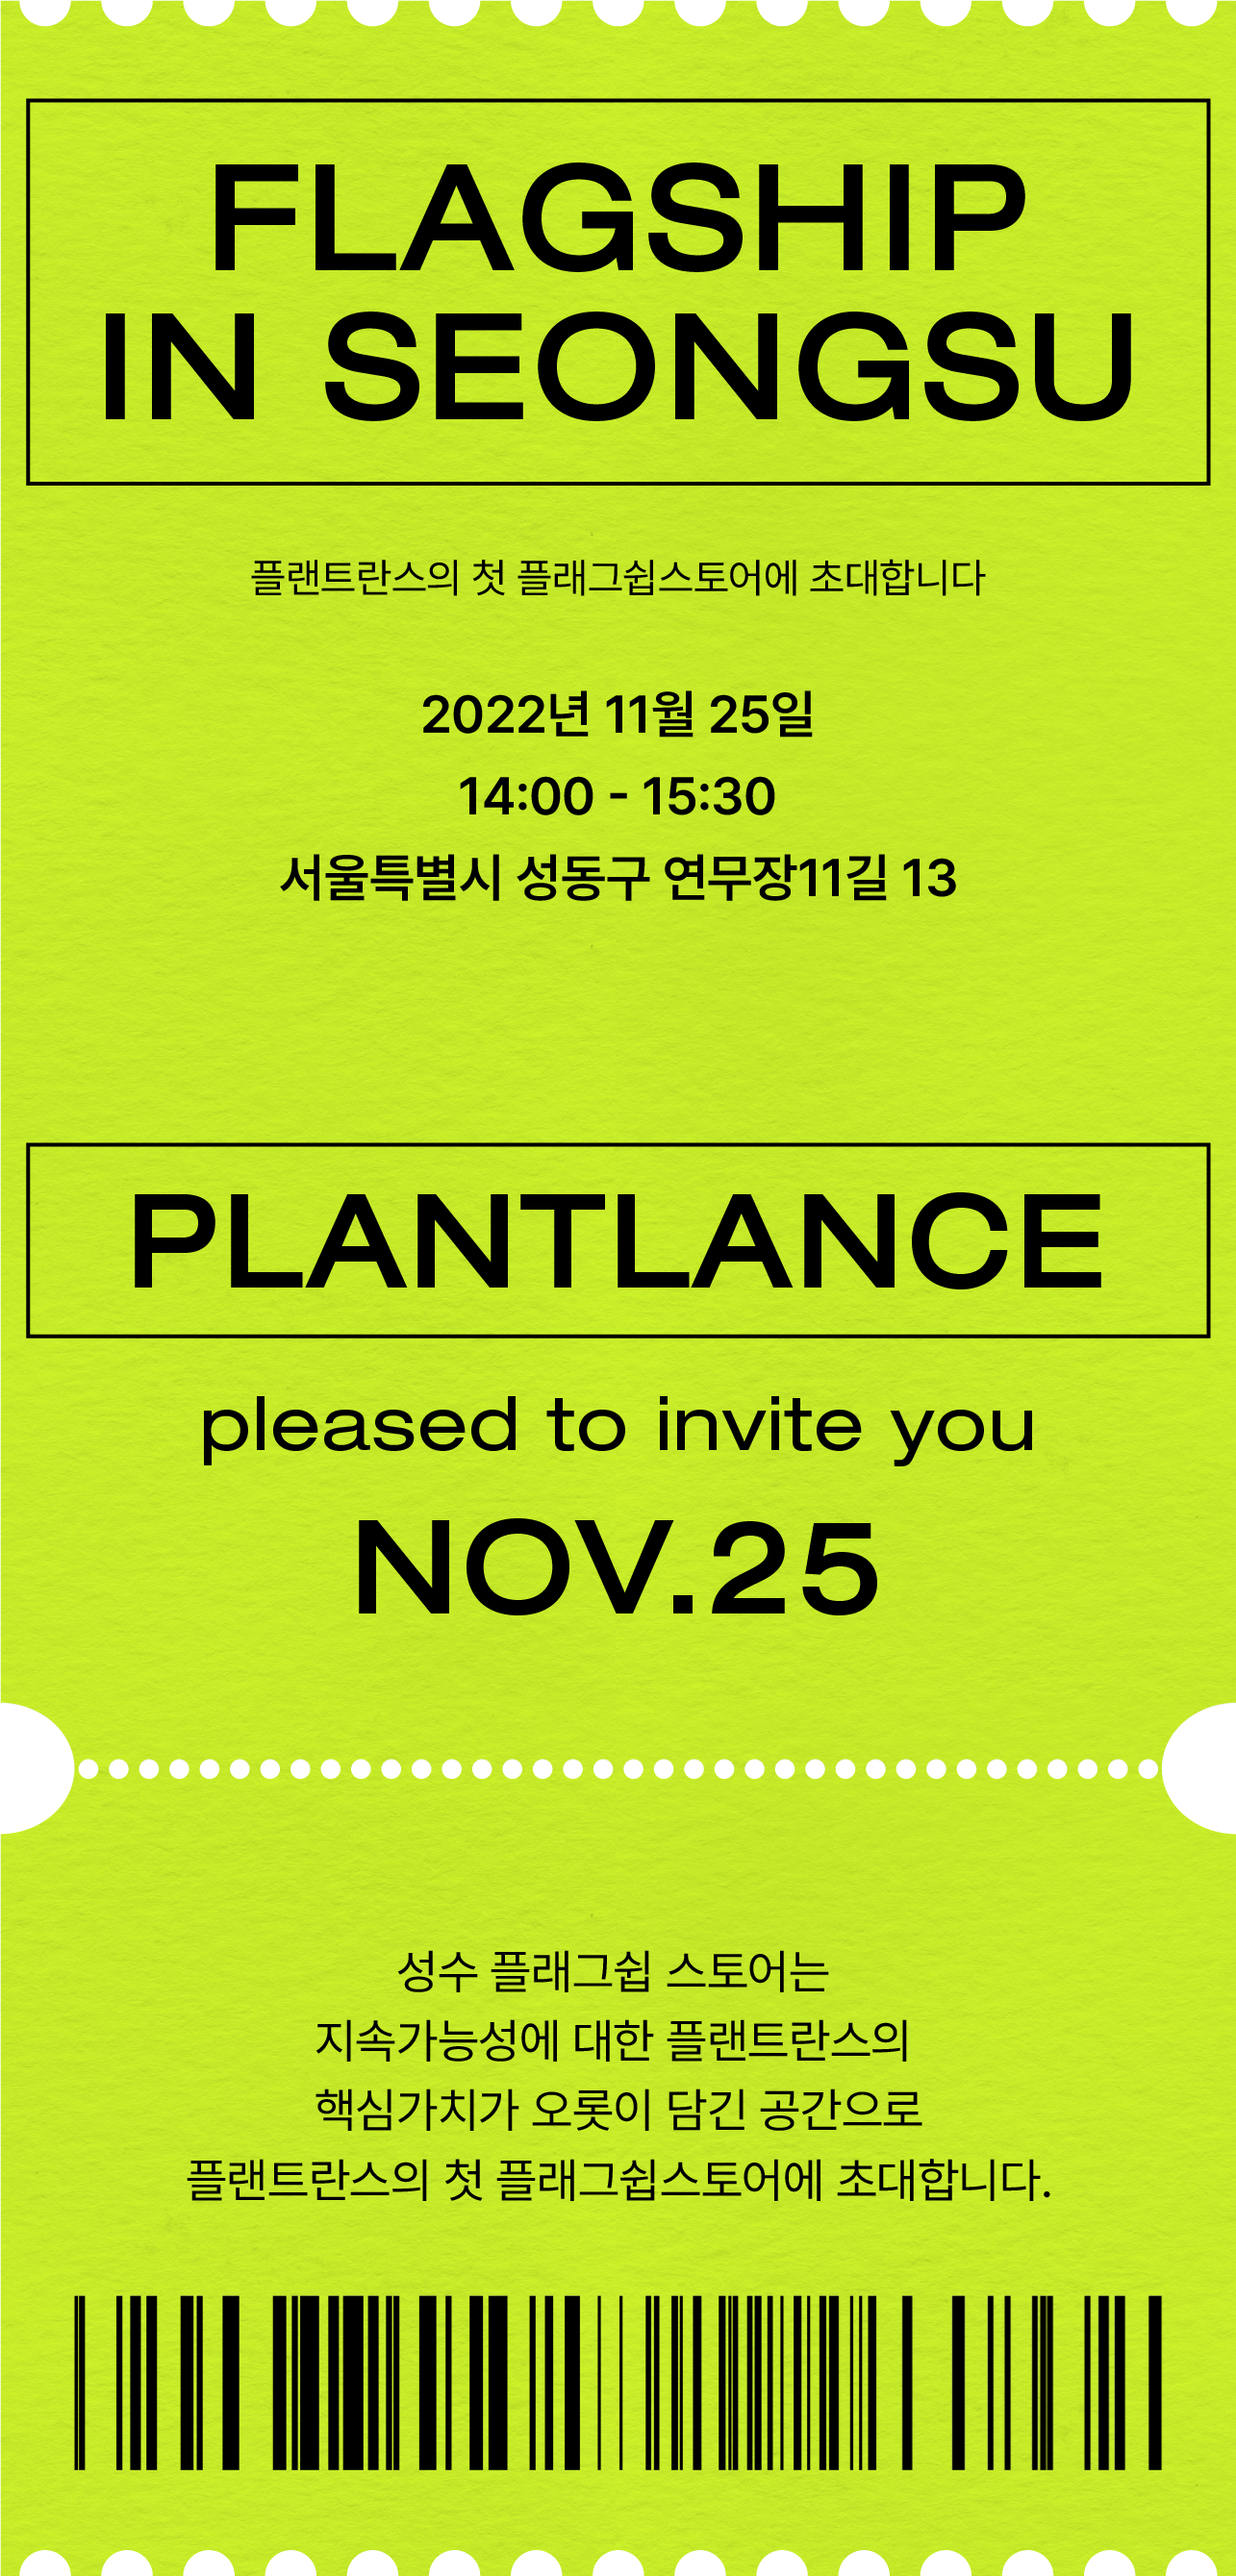 FLAGSHIP
IN SEONGSU
플랜트란스의 첫 플래그쉽스토어에 초대합니다
2022년 11월 25일
14:00 - 15:30
서울특별시 성동구 연무장11길 13
PLANTLANCE
pleased to invite you
NOV.25
성수 플래그쉽 스토어는
지속가능성에 대한 플랜트란스의
핵심가치가 오롯이 담긴 공간으로
플랜트란스의 첫 플래그쉽스토어에 초대합니다.